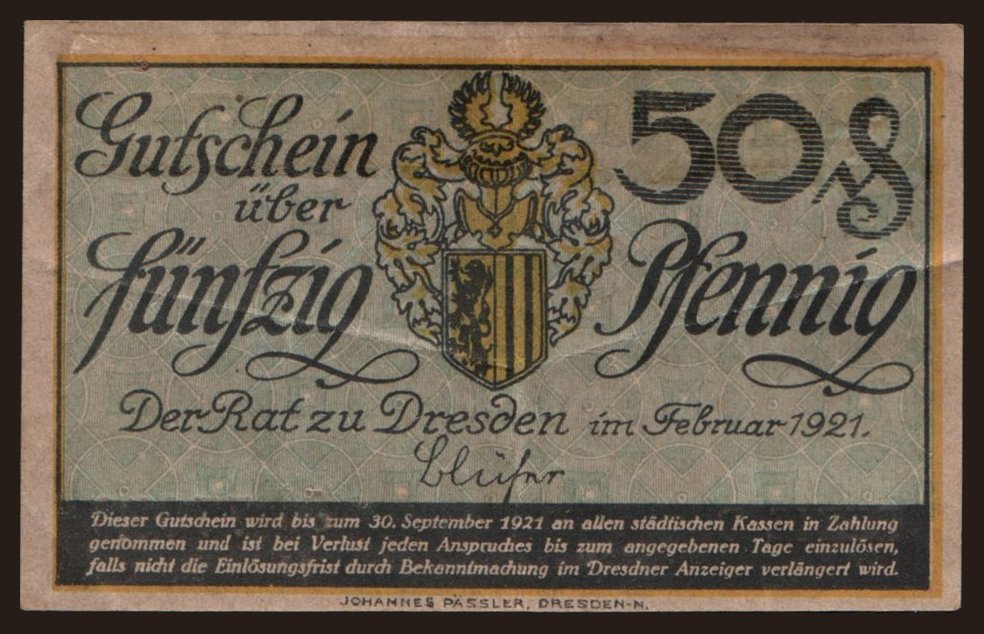 Gutschein
über
fünfzig Pfennig
50 ₰
Der Rat zu Dresden im Februar 1921.
Blüher
Dieser Gutschein wird bis zum 30. September 1921 an allen städtischen Kassen in Zahlung
genommen und ist bei Verlust jeden Anspruches bis zum angegebenen Tage einzulösen,
falls nicht die Einlösungsfrist durch Bekanntmachung im Dresdner Anzeiger verlängert wird.
JOHANNES PÄSSLER, DRESDEN-N.